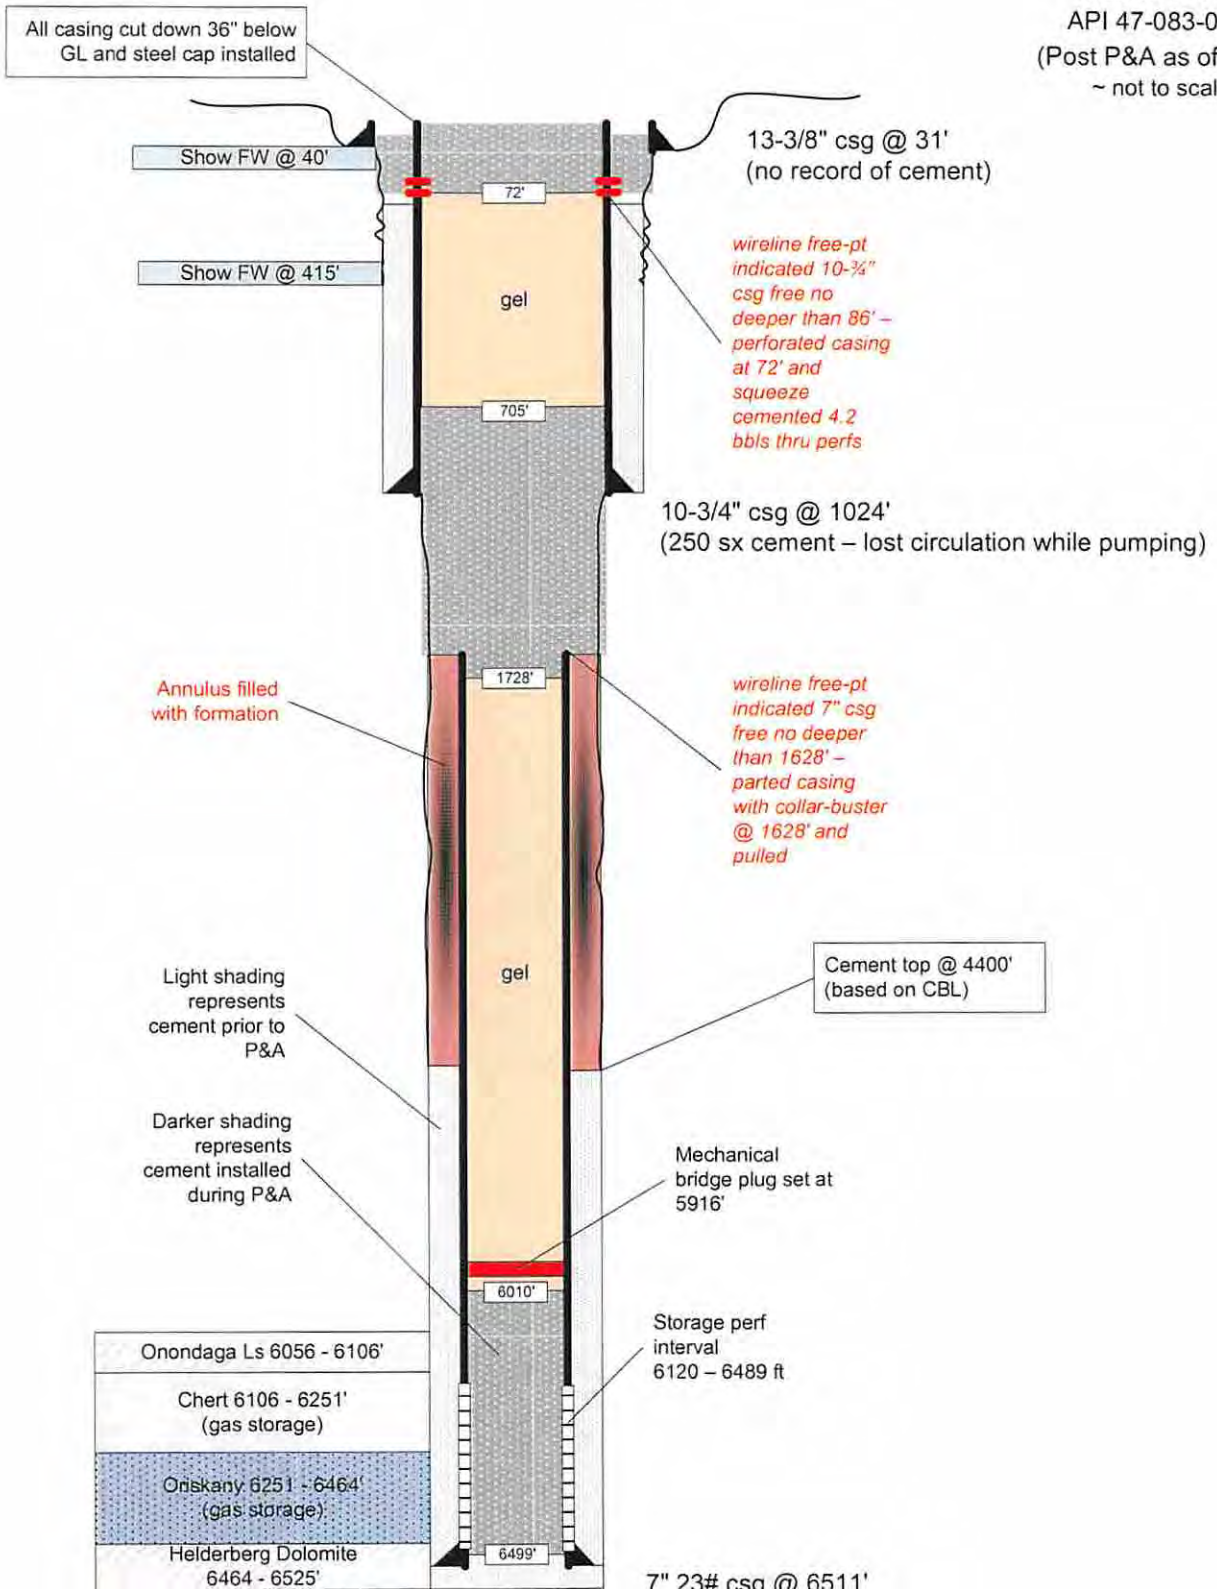 All casing cut down 36" below
GL and steel cap installed
API 47-083-0
(Post P&A as of
~ not to scal
Show FW @ 40'
13-3/8" csg @ 31'
(no record of cement)
72'
Show FW @ 415'
gel
wireline free-pt
indicated 10-¾"
csg free no
deeper than 86' –
perforated casing
at 72' and
squeeze
cemented 4.2
bbls thru perfs
705'
10-3/4" csg @ 1024'
(250 sx cement – lost circulation while pumping)
Annulus filled
with formation
1728'
wireline free-pt
indicated 7" csg
free no deeper
than 1628' –
parted casing
with collar-buster
@ 1628' and
pulled
gel
Cement top @ 4400'
(based on CBL)
Light shading
represents
cement prior to
P&A
Darker shading
represents
cement installed
during P&A
Mechanical
bridge plug set at
5916'
6010'
Storage perf
interval
6120 – 6489 ft
Onondaga Ls 6056 - 6106'
Chert 6106 - 6251'
(gas storage)
Oriskany 6251 - 6464'
(gas storage)
Helderberg Dolomite
6464 - 6525'
6499'
7" 23# csg @ 6511'